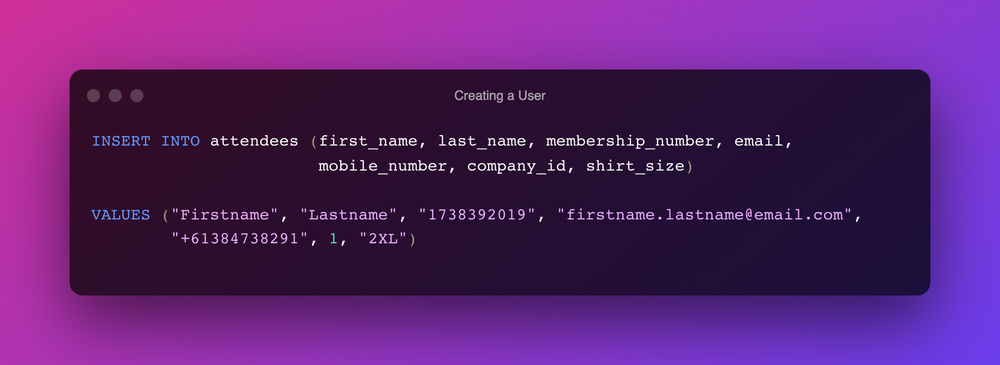 Creating a User
INSERT INTO attendees (first_name, last_name, membership_number, email,
mobile_number, company_id, shirt_size)
VALUES ("Firstname", "Lastname", "1738392019", "firstname.lastname@email.com",
"+61384738291", 1, "2XL")